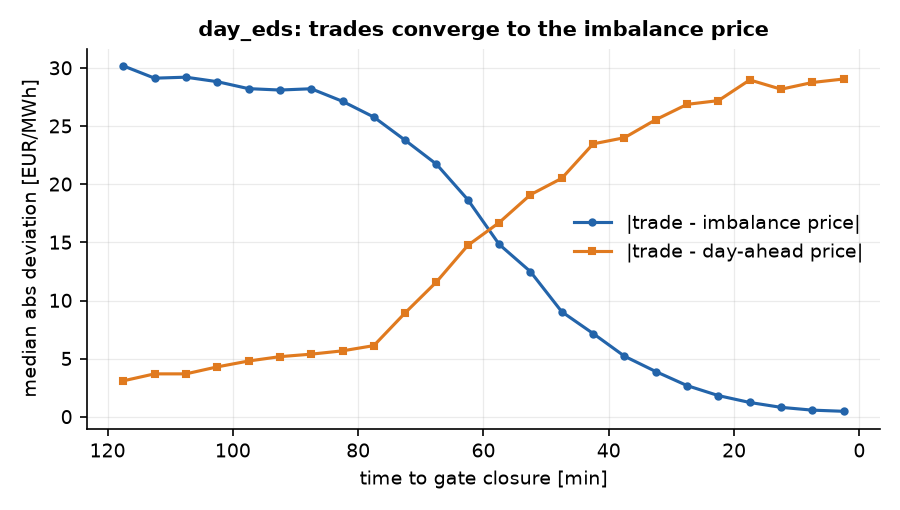 day_eds: trades converge to the imbalance price
median abs deviation [EUR/MWh]
30
25
20
15
10
5
0
|trade - imbalance price|
|trade - day-ahead price|
120 100 80 60 40 20 0
time to gate closure [min]